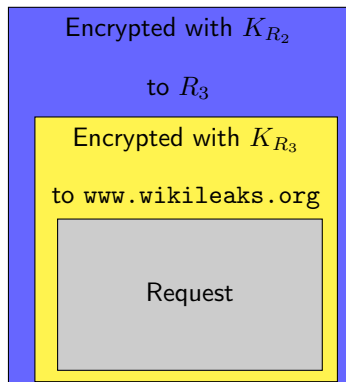 Encrypted with K_{R_2}
to R_3
Encrypted with K_{R_3}
to www.wikileaks.org
Request